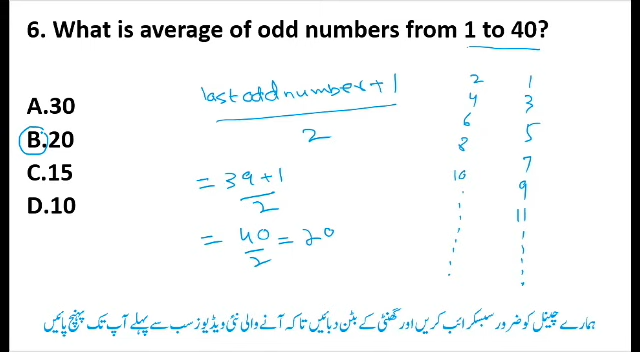 6. What is average of odd numbers from 1 to 40?
A.30
B.20
C.15
D.10
last odd number + 1
2
= 39 + 1
2
= 40 = 20
2
2 1
4 3
6 5
8 7
10 9
11
ہمارے چینل کو ضرور سبسکرائب کریں اور گھنٹی کے بٹن دبائیں تاکہ آنے والی نئی ویڈیوز سب سے پہلے آپ تک پہنچ پائیں